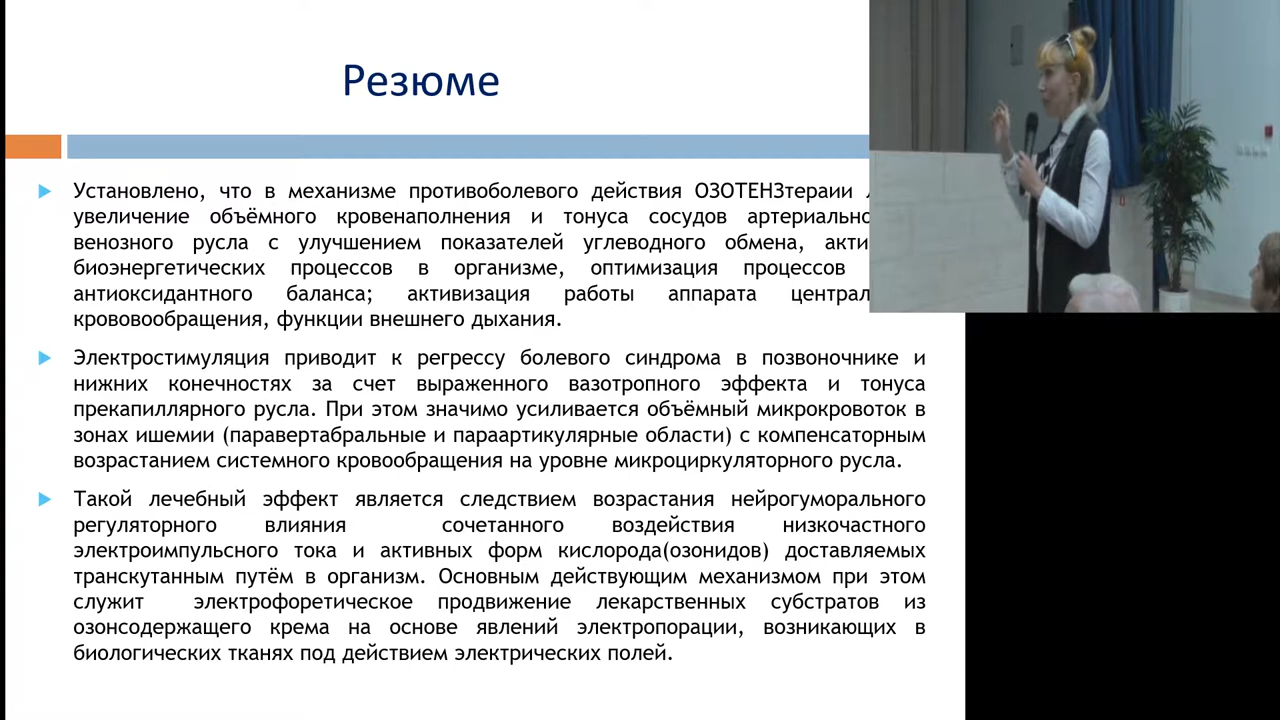 Резюме
Установлено, что в механизме противоболевого действия ОЗОТЕНЗтераии
увеличение объёмного кровенаполнения и тонуса сосудов
венозного русла с улучшением показателей углеводного обмена,
биоэнергетических процессов в организме, оптимизация процессов
антиоксидантного баланса; активизация работы аппарата
крововообращения, функции внешнего дыхания.
Электростимуляция приводит к регрессу болевого синдрома в позвоночнике и
нижних конечностях за счет выраженного вазотропного эффекта и тонуса
прекапиллярного русла. При этом значимо усиливается объёмный микрокровоток в
зонах ишемии (паравертабральные и параартикулярные области) с компенсаторным
возрастанием системного кровообращения на уровне микроциркуляторного русла.
Такой лечебный эффект является следствием возрастания нейрогуморального
регуляторного влияния сочетанного воздействия низкочастного
электроимпульсного тока и активных форм кислорода(озонидов) доставляемых
транскутанным путём в организм. Основным действующим механизмом при этом
служит электрофоретическое продвижение лекарственных субстратов из
озонсодержащего крема на основе явлений электропорации, возникающих в
биологических тканях под действием электрических полей.